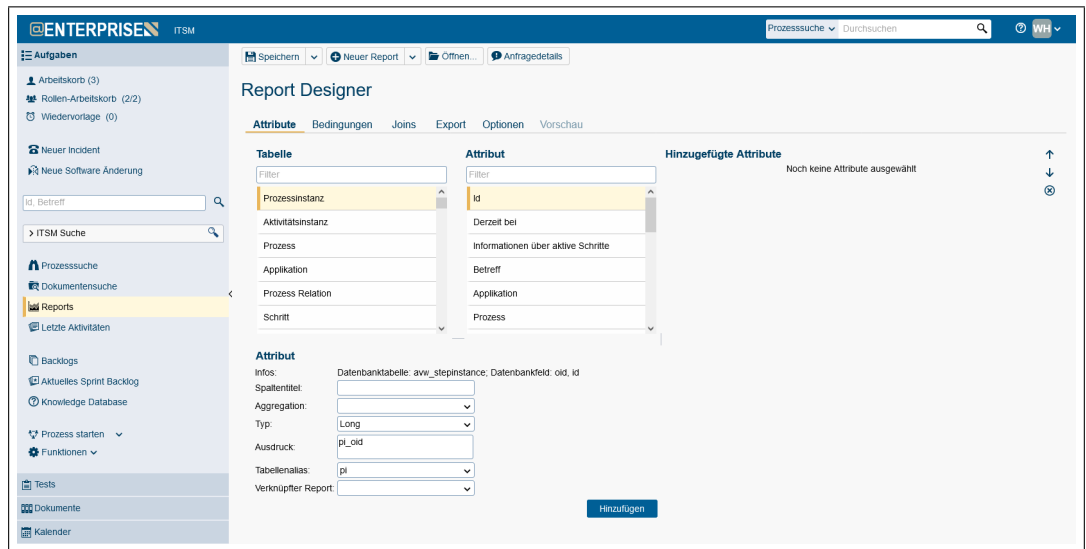 @ENTERPRISE ITSM Prozesssuche Durchsuchen WH
Aufgaben
Arbeitskorb (3)
Rollen-Arbeitskorb (2/2)
Wiedervorlage (0)
Neuer Incident
Neue Software Änderung
Id, Betreff
> ITSM Suche
Prozesssuche
Dokumentensuche
Reports
Letzte Aktivitäten
Backlogs
Aktuelles Sprint Backlog
Knowledge Database
Prozess starten
Funktionen
Tests
Dokumente
Kalender
Speichern Neuer Report Öffnen... Anfragedetails
Report Designer
Attribute Bedingungen Joins Export Optionen Vorschau
Tabelle
Filter
Prozessinstanz
Aktivitätsinstanz
Prozess
Applikation
Prozess Relation
Schritt
Attribut
Filter
Id
Derzeit bei
Informationen über aktive Schritte
Betreff
Applikation
Prozess
Hinzugefügte Attribute
Noch keine Attribute ausgewählt
Attribut
Infos: Datenbanktabelle: avw_stepinstance; Datenbankfeld: oid, id
Spaltentitel:
Aggregation:
Typ: Long
Ausdruck: pi_oid
Tabellenalias: pi
Verknüpfter Report:
Hinzufügen